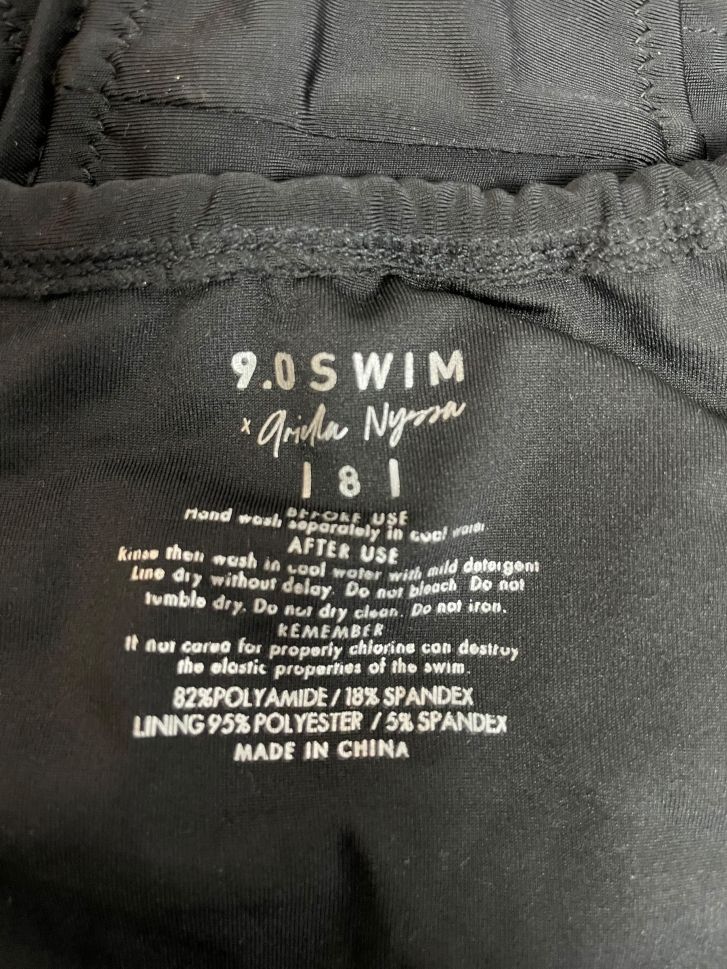 9.0 SWIM
x Ariella Nyssa
| 8 |
BEFORE USE
Hand wash separately in cool water.
AFTER USE
Rinse then wash in cool water with mild detergent
Line dry without delay. Do not bleach. Do not
tumble dry. Do not dry clean. Do not iron.
REMEMBER
If not cared for properly chlorine can destroy
the elastic properties of the swim.
82%POLYAMIDE / 18% SPANDEX
LINING 95% POLYESTER / 5% SPANDEX
MADE IN CHINA